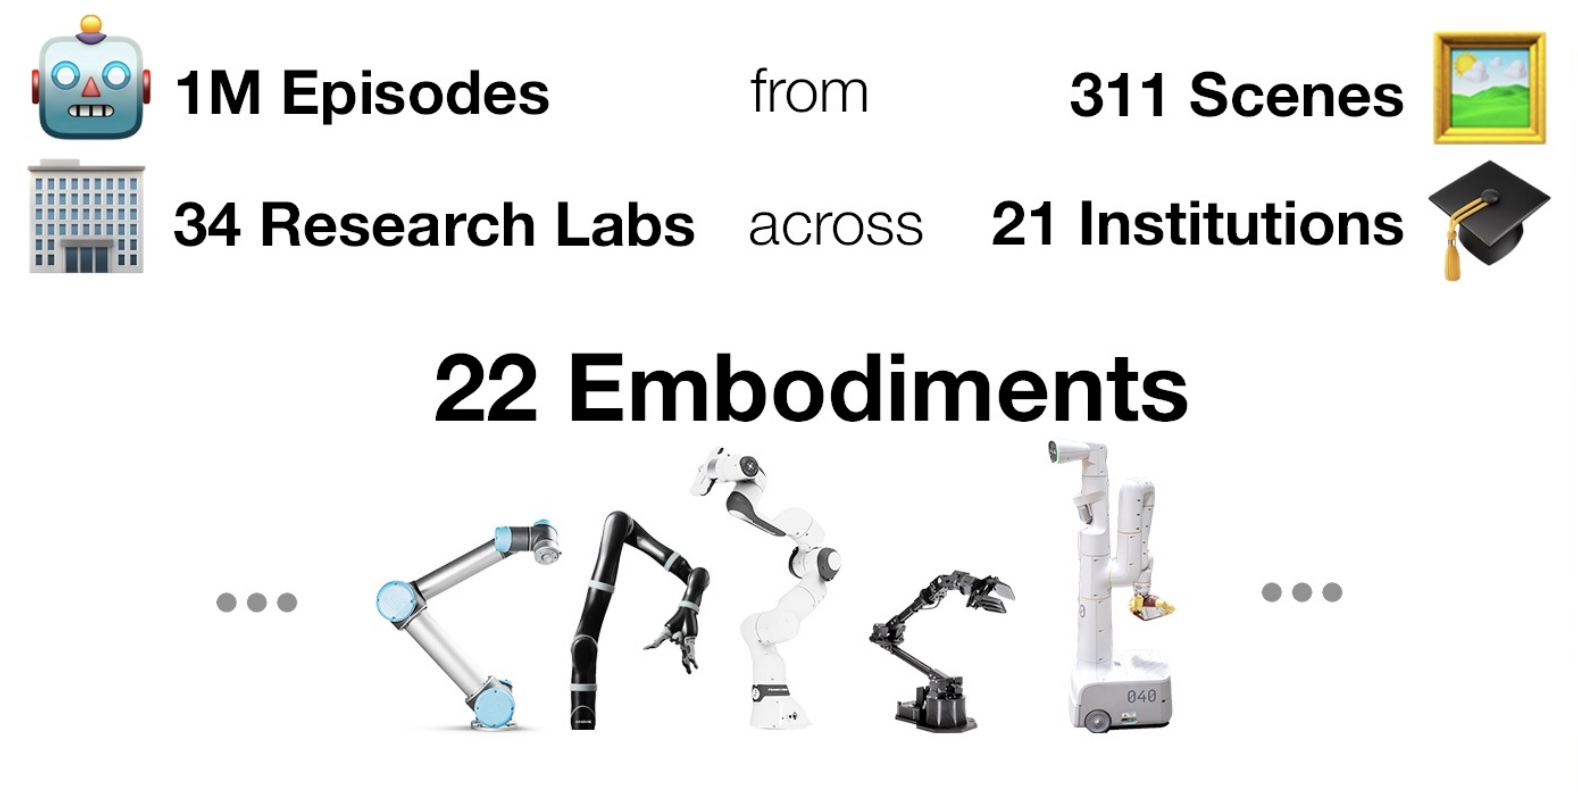 1M Episodes from 311 Scenes
34 Research Labs across 21 Institutions
22 Embodiments
040